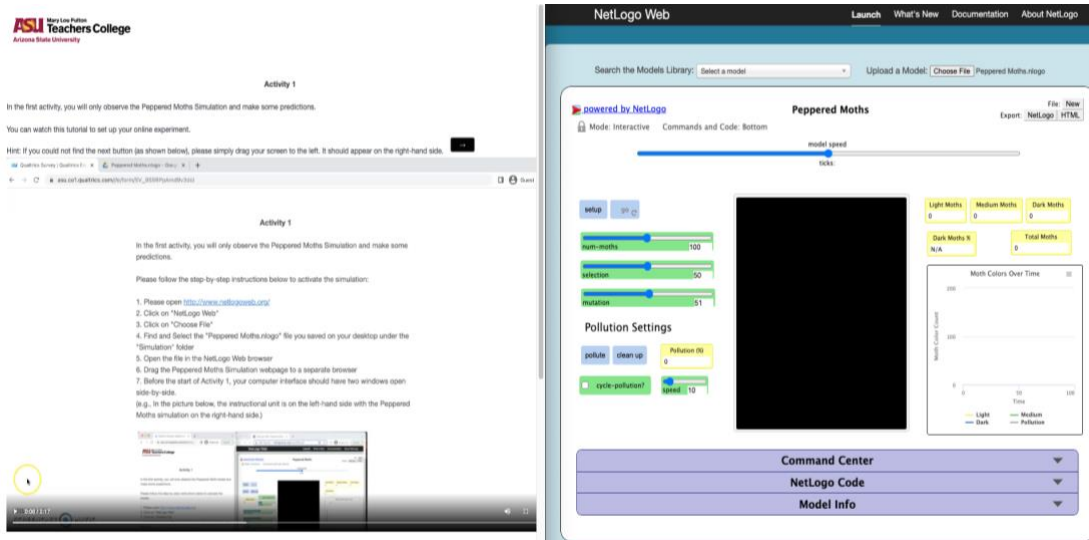 ASU Mary Lou Fulton
Teachers College
Arizona State University
Activity 1
In the first activity, you will only observe the Peppered Moths Simulation and make some predictions.
You can watch this tutorial to set up your online experiment.
Hint: If you could not find the next button (as shown below), please simply drag your screen to the left. It should appear on the right-hand side.
Guest
Activity 1
In the first activity, you will only observe the Peppered Moths Simulation and make some
predictions.
Please follow the step-by-step instructions below to activate the simulation:
1. Please open http://www.netlogoweb.org/
2. Click on "NetLogo Web"
3. Click on "Choose File"
4. Find and Select the "Peppered Moths.nlogo" file you saved on your desktop under the
"Simulation" folder
5. Open the file in the NetLogo Web browser
6. Drag the Peppered Moths Simulation webpage to a separate browser
7. Before the start of Activity 1, your computer interface should have two windows open
side-by-side.
(e.g., In the picture below, the instructional unit is on the left-hand side with the Peppered
Moths simulation on the right-hand side.)
NetLogo Web
Launch What's New Documentation About NetLogo
Search the Models Library: Select a model
Upload a Model: Choose File Peppered Moths.nlogo
powered by NetLogo
Peppered Moths
File: New
Export: NetLogo HTML
Mode: Interactive Commands and Code: Bottom
model speed
ticks:
setup go
num-moths 100
selection 50
mutation 51
Pollution Settings
pollute clean up
Pollution (%)
0
cycle-pollution?
speed 10
Light Moths Medium Moths Dark Moths
0 0 0
Dark Moths % Total Moths
N/A 0
Moth Colors Over Time
Moth Color Count
200
100
0
0 50 100
Time
Light Medium
Dark Pollution
Command Center
NetLogo Code
Model Info